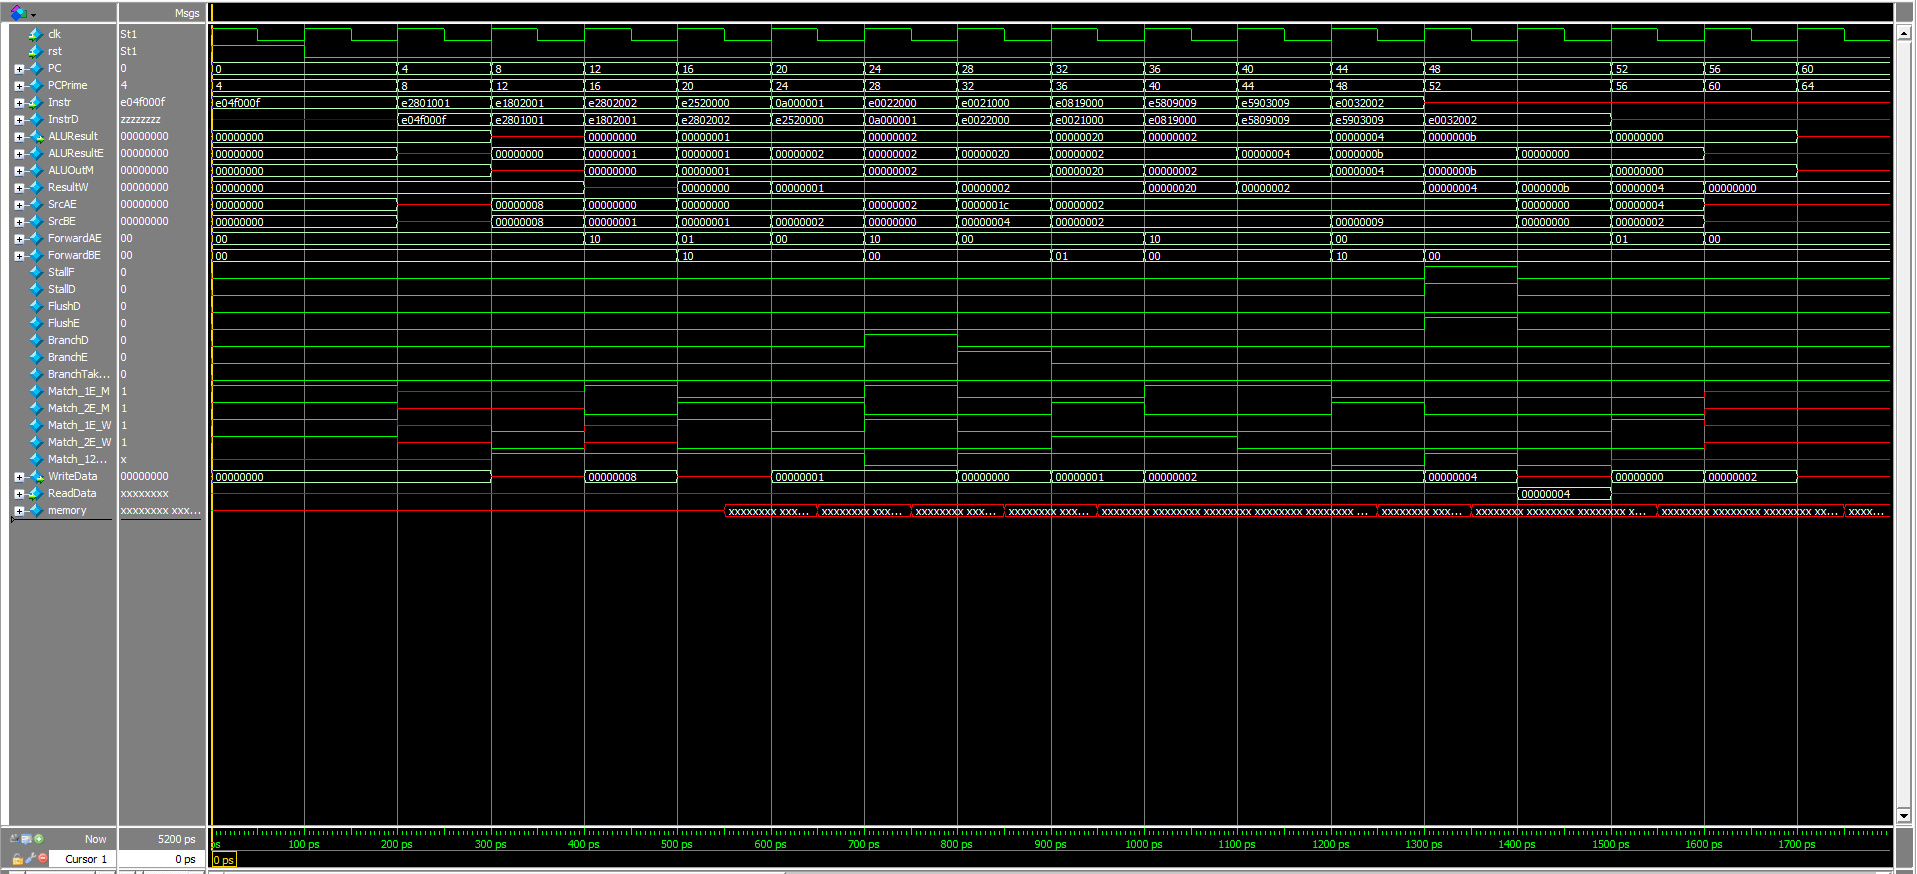 Msgs
clk St1
rst St1
PC 0 0 4 8 12 16 20 24 28 32 36 40 44 48 52 56 60
PCPrime 4 4 8 12 16 20 24 28 32 36 40 44 48 52 56 60 64
Instr e04f000f e04f000f e2801001 e1802001 e2802002 e2520000 0a000001 e0022000 e0021000 e0819000 e5809009 e5903009 e0032002
InstrD zzzzzzzz e04f000f e2801001 e1802001 e2802002 e2520000 0a000001 e0022000 e0021000 e0819000 e5809009 e5903009 e0032002
ALUResult 00000000 00000000 00000000 00000001 00000002 00000020 00000002 00000004 0000000b 00000000
ALUResultE 00000000 00000000 00000000 00000001 00000001 00000002 00000002 00000020 00000002 00000004 0000000b 00000000
ALUOutM 00000000 00000000 00000000 00000001 00000002 00000020 00000002 00000004 0000000b 00000000
ResultW 00000000 00000000 00000000 00000001 00000002 00000020 00000002 00000004 0000000b 00000004 00000000
SrcAE 00000000 00000000 00000008 00000000 00000000 00000002 0000001c 00000002 00000000 00000004
SrcBE 00000000 00000000 00000008 00000001 00000001 00000002 00000000 00000004 00000002 00000009 00000000 00000002
ForwardAE 00 00 10 01 00 10 00 10 00 01 00
ForwardBE 00 00 10 00 01 00 10 00
StallF 0
StallD 0
FlushD 0
FlushE 0
BranchD 0
BranchE 0
BranchTak... 0
Match_1E_M 1
Match_2E_M 1
Match_1E_W 1
Match_2E_W 1
Match_12... x
WriteData 00000000 00000000 00000008 00000001 00000000 00000001 00000002 00000004 00000000 00000002
ReadData xxxxxxxx 00000004
memory xxxxxxxx xxx... xxxxxxxx xxx... xxxxxxxx xxx... xxxxxxxx xxx... xxxxxxxx xxx... xxxxxxxx xxxxxxxx xxxxxxxx xxxxxxxx xxxxxxxx ... xxxxxxxx xxx... xxxxxxxx xxxxxxxx xxxxxxxx x... xxxxxxxx xxxxxxxx xxxxxxxx xx... xxxx...
Now 5200 ps ps 100 ps 200 ps 300 ps 400 ps 500 ps 600 ps 700 ps 800 ps 900 ps 1000 ps 1100 ps 1200 ps 1300 ps 1400 ps 1500 ps 1600 ps 1700 ps
Cursor 1 0 ps 0 ps